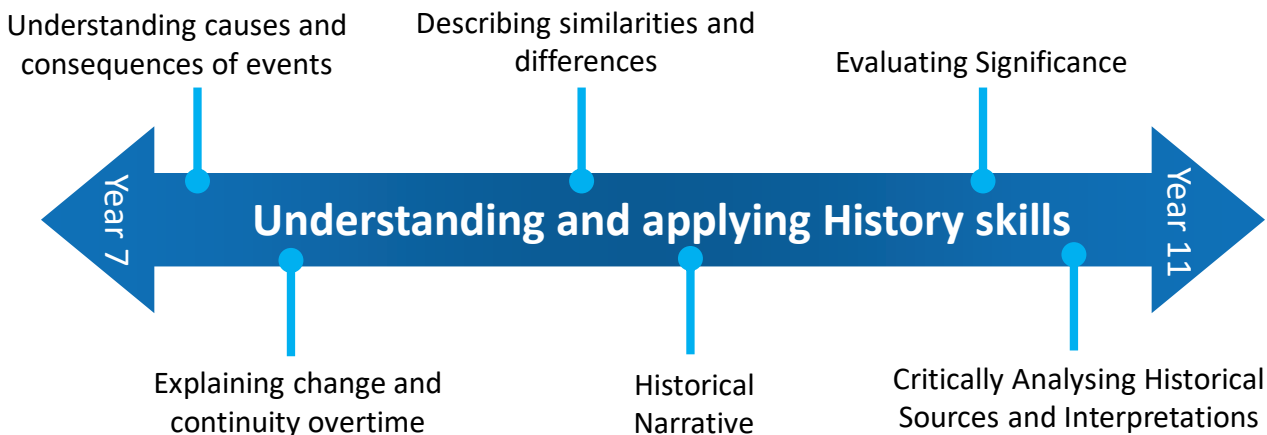 Understanding causes and
consequences of events
Describing similarities and
differences
Evaluating Significance
Year 7
Understanding and applying History skills
Year 11
Explaining change and
continuity overtime
Historical
Narrative
Critically Analysing Historical
Sources and Interpretations